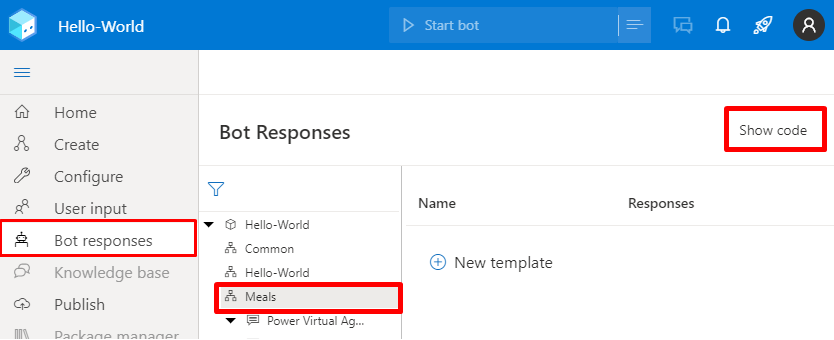 Hello-World
Start bot
Home
Create
Configure
User input
Bot responses
Knowledge base
Publish
Package manager
Bot Responses
Show code
Hello-World
Common
Hello-World
Meals
Power Virtual Ag...
Name Responses
New template